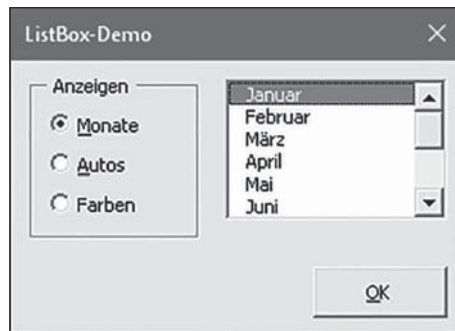 ListBox-Demo
Anzeigen
Monate
Autos
Farben
Januar
Februar
März
April
Mai
Juni
OK